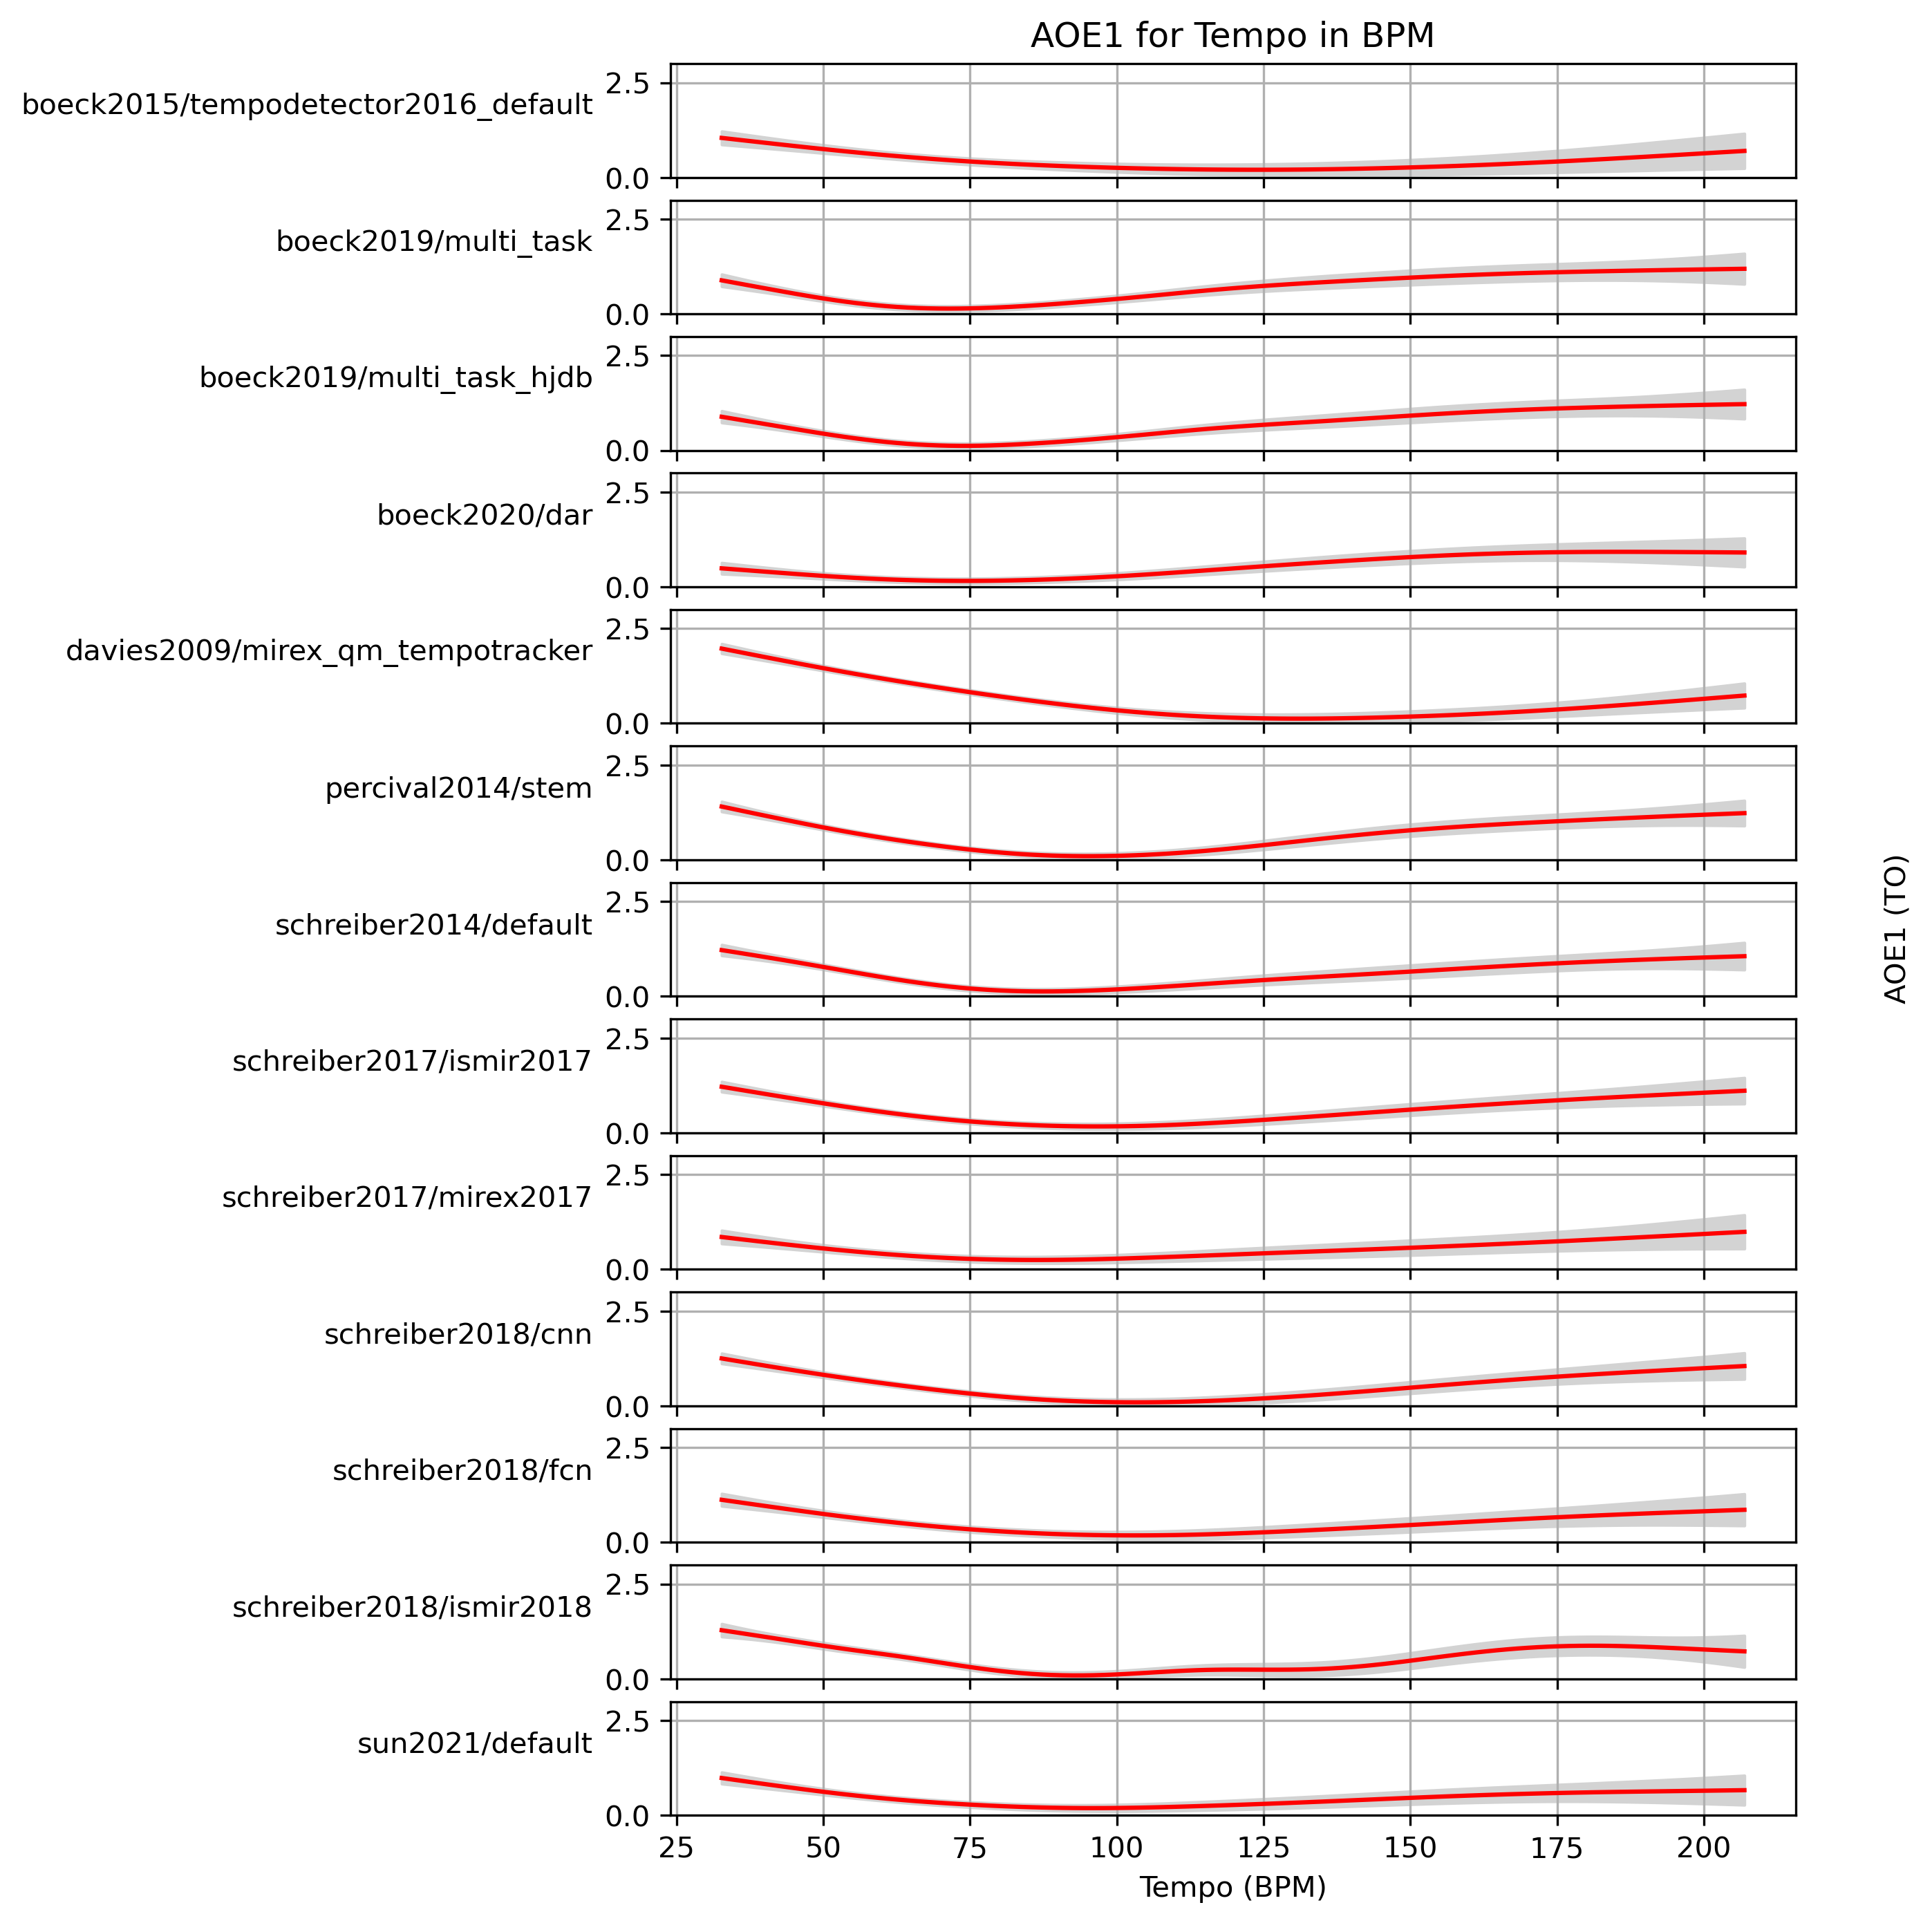 AOE1 for Tempo in BPM
boeck2015/tempodetector2016_default
2.5
0.0
boeck2019/multi_task
2.5
0.0
boeck2019/multi_task_hjdb
2.5
0.0
boeck2020/dar
2.5
0.0
davies2009/mirex_qm_tempotracker
2.5
0.0
percival2014/stem
2.5
0.0
schreiber2014/default
2.5
0.0
schreiber2017/ismir2017
2.5
0.0
schreiber2017/mirex2017
2.5
0.0
schreiber2018/cnn
2.5
0.0
schreiber2018/fcn
2.5
0.0
schreiber2018/ismir2018
2.5
0.0
sun2021/default
2.5
0.0
25 50 75 100 125 150 175 200
Tempo (BPM)
AOE1 (TO)